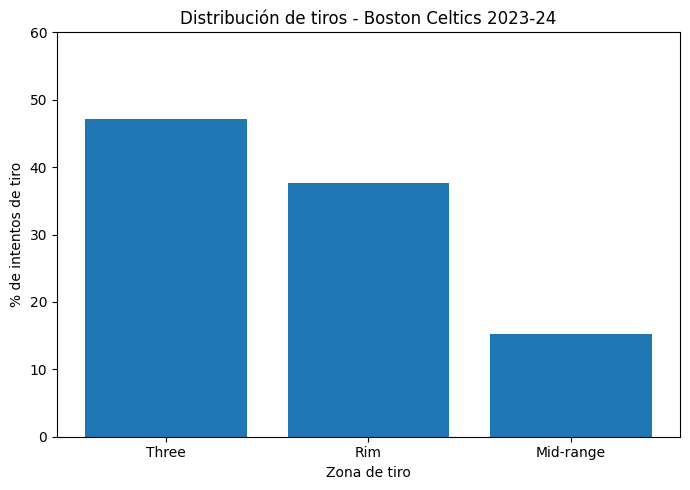 Distribución de tiros - Boston Celtics 2023-24
60
50
40
30
20
10
0
% de intentos de tiro
Three Rim Mid-range
Zona de tiro